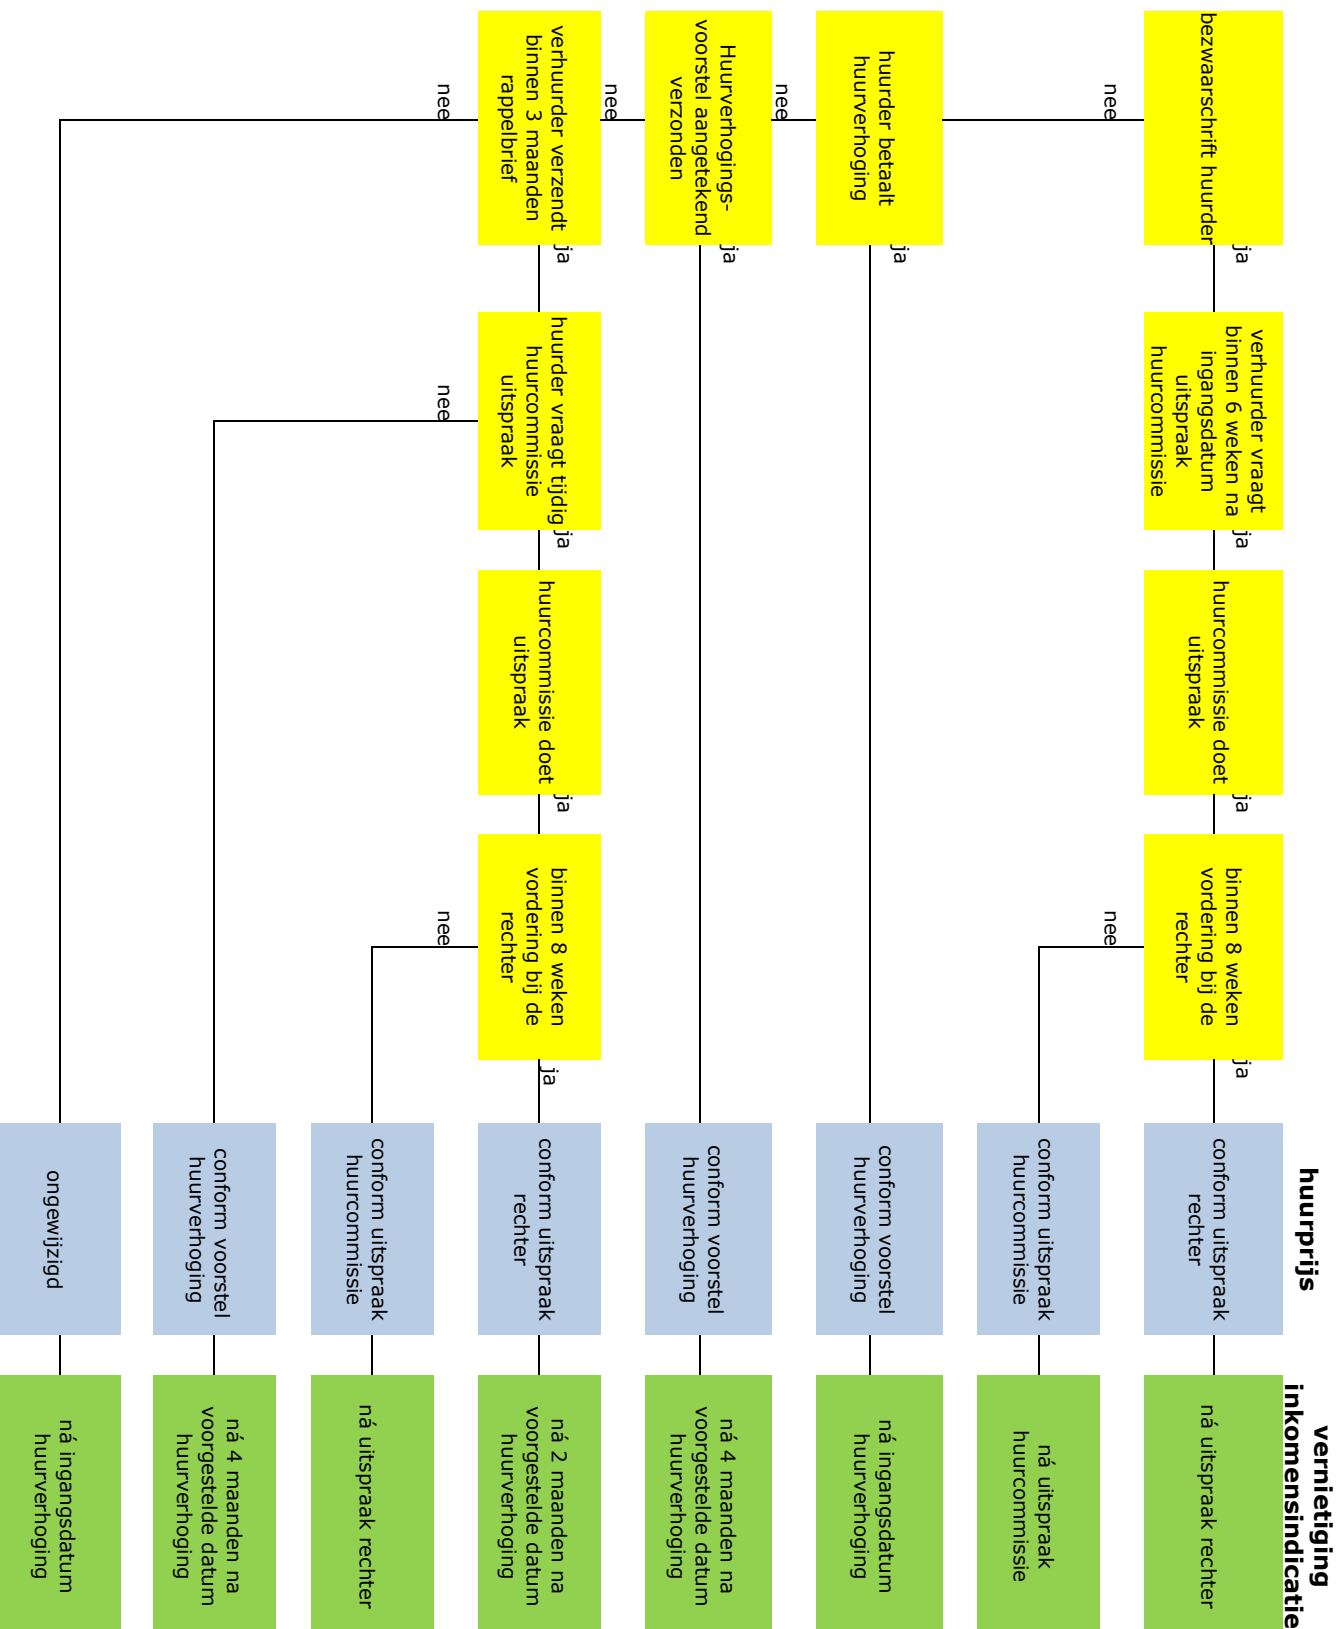 huurprijs
vernietiging
inkomensindicatie
bezwaarschrift huurder
ja
verhuurder vraagt
binnen 6 weken na
ingangsdatum
uitspraak
huurcommissie
ja
huurcommissie doet
uitspraak
ja
binnen 8 weken
vordering bij de
rechter
ja
conform uitspraak
rechter
ná uitspraak rechter
nee
nee
conform uitspraak
huurcommissie
ná uitspraak
huurcommissie
huurder betaalt
huurverhoging
ja
conform voorstel
huurverhoging
ná ingangsdatum
huurverhoging
nee
Huurverhogings-
voorstel aangetekend
verzonden
ja
conform voorstel
huurverhoging
ná 4 maanden na
voorgestelde datum
huurverhoging
nee
verhuurder verzendt
binnen 3 maanden
rappelbrief
ja
huurder vraagt tijdig
huurcommissie
uitspraak
ja
huurcommissie doet
uitspraak
ja
binnen 8 weken
vordering bij de
rechter
ja
conform uitspraak
rechter
ná 2 maanden na
voorgestelde datum
huurverhoging
nee
nee
nee
conform uitspraak
huurcommissie
ná uitspraak rechter
conform voorstel
huurverhoging
ná 4 maanden na
voorgestelde datum
huurverhoging
ongewijzigd
ná ingangsdatum
huurverhoging